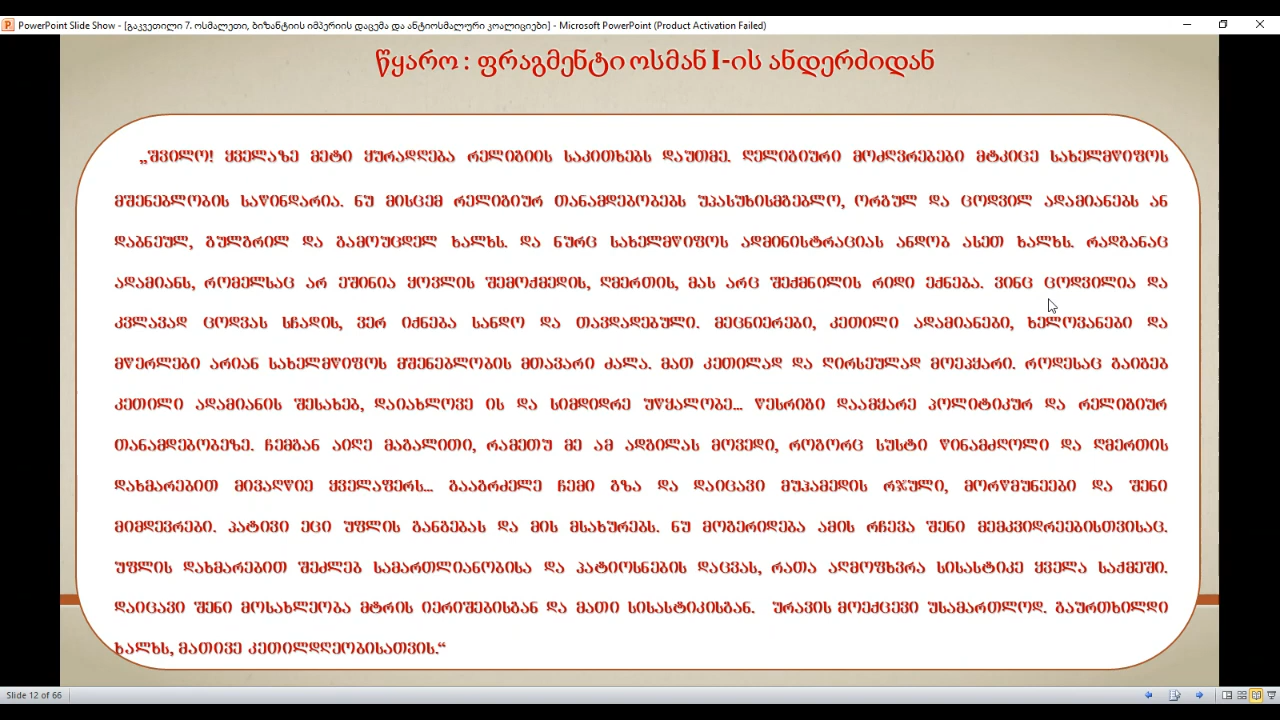 PowerPoint Slide Show - [გაკვეთილი 7. ოსმალეთი, ბიზანტიის იმპერიის დაცემა და ანტიოსმალური კოალიციები] - Microsoft PowerPoint (Product Activation Failed)
წყარო : ფრაგმენტი ოსმან I-ის ანდერძიდან
„შვილო! ყველაზე მეტი ყურადღება რელიგიის საკითხებს დაუთმე. ღელიგიური მოძღვრებები მტკიცე სახელმწიფოს
მშენებლობის საწინდარია. ნუ მისცემ რელიგიურ თანამდებობებს უპასუხისმგებლო, ორგულ და ცოდვილ ადამიანებს ან
დაბნეულ, გულგრილ და გამოუცდელ ხალხს. და ნურც სახელმწიფოს ადმინისტრაციას ანდობ ასეთ ხალხს. რადგანაც
ადამიანს, რომელსაც არ ეშინია ყოვლის შემოქმედის, ღმერთის, მას არც შექმნილის რიდი ექნება. ვინც ცოდვილია და
კვლავად ცოდვას სჩადის, ვერ იქნება სანდო და თავდადებული. მეცნიერები, კეთილი ადამიანები, ხელოვანები და
მწერლები არიან სახელმწიფოს მშენებლობის მთავარი ძალა. მათ კეთილად და ღირსეულად მოეპყარი. როდესაც გაიგებ
კეთილი ადამიანის შესახებ, დაიახლოვე ის და სიმდიდრე უწყალობე... წესრიგი დაამყარე პოლიტიკურ და რელიგიურ
თანამდებობეზე. ჩემგან აიღე მაგალითი, რამეთუ მე ამ ადგილას მოვედი, როგორც სუსტი წინამძღოლი და ღმერთის
დახმარებით მივაღწიე ყველაფერს... გააგრძელე ჩემი გზა და დაიცავი მუჰამედის რჯული, მორწმუნეები და შენი
მიმდევრები. პატივი ეცი უფლის განგებას და მის მსახურებს. ნუ მოგერიდება ამის რჩევა შენი მემკვიდრეებისთვისაც.
უფლის დახმარებით შეძლებ სამართლიანობისა და პატიოსნების დაცვას, რათა აღმოფხვრა სისასტიკე ყველა საქმეში.
დაიცავი შენი მოსახლეობა მტრის იერიშებისგან და მათი სისასტიკისგან. ურავის მოექცევი უსამართლოდ. გაურთხილდი
ხალხს, მათივე კეთილდღეობისათვის.“
Slide 12 of 66